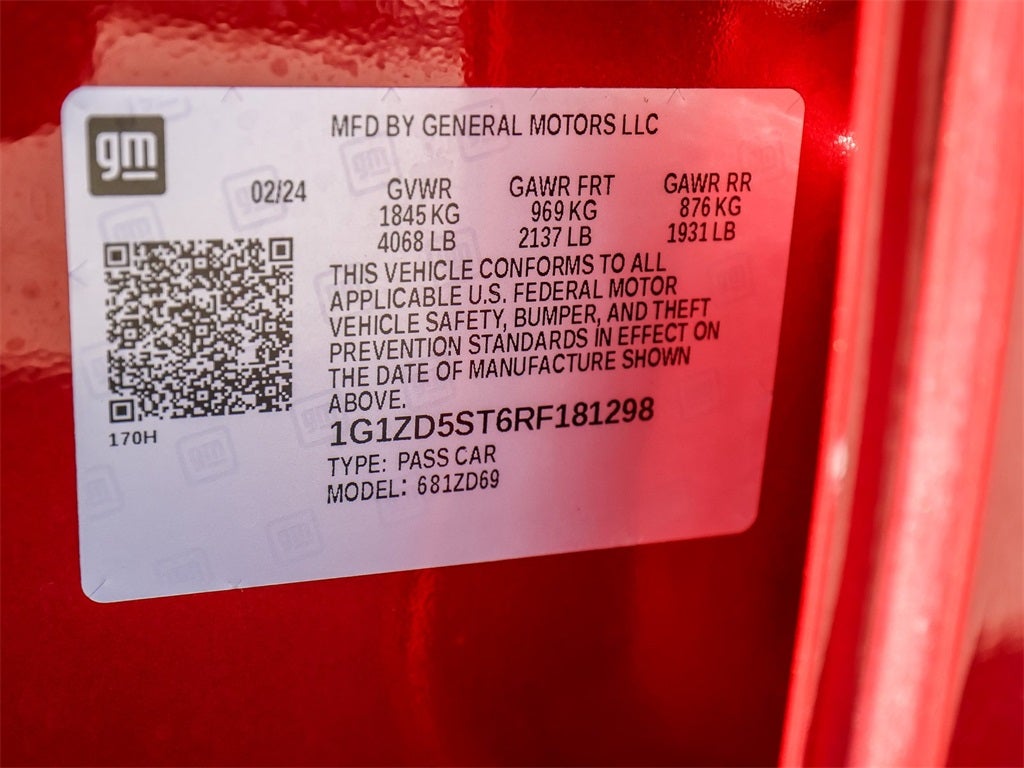 gm
MFD BY GENERAL MOTORS LLC
02/24 GVWR GAWR FRT GAWR RR
1845 KG 969 KG 876 KG
4068 LB 2137 LB 1931 LB
THIS VEHICLE CONFORMS TO ALL
APPLICABLE U.S. FEDERAL MOTOR
VEHICLE SAFETY, BUMPER, AND THEFT
PREVENTION STANDARDS IN EFFECT ON
THE DATE OF MANUFACTURE SHOWN
ABOVE.
170H
1G1ZD5ST6RF181298
TYPE: PASS CAR
MODEL: 681ZD69